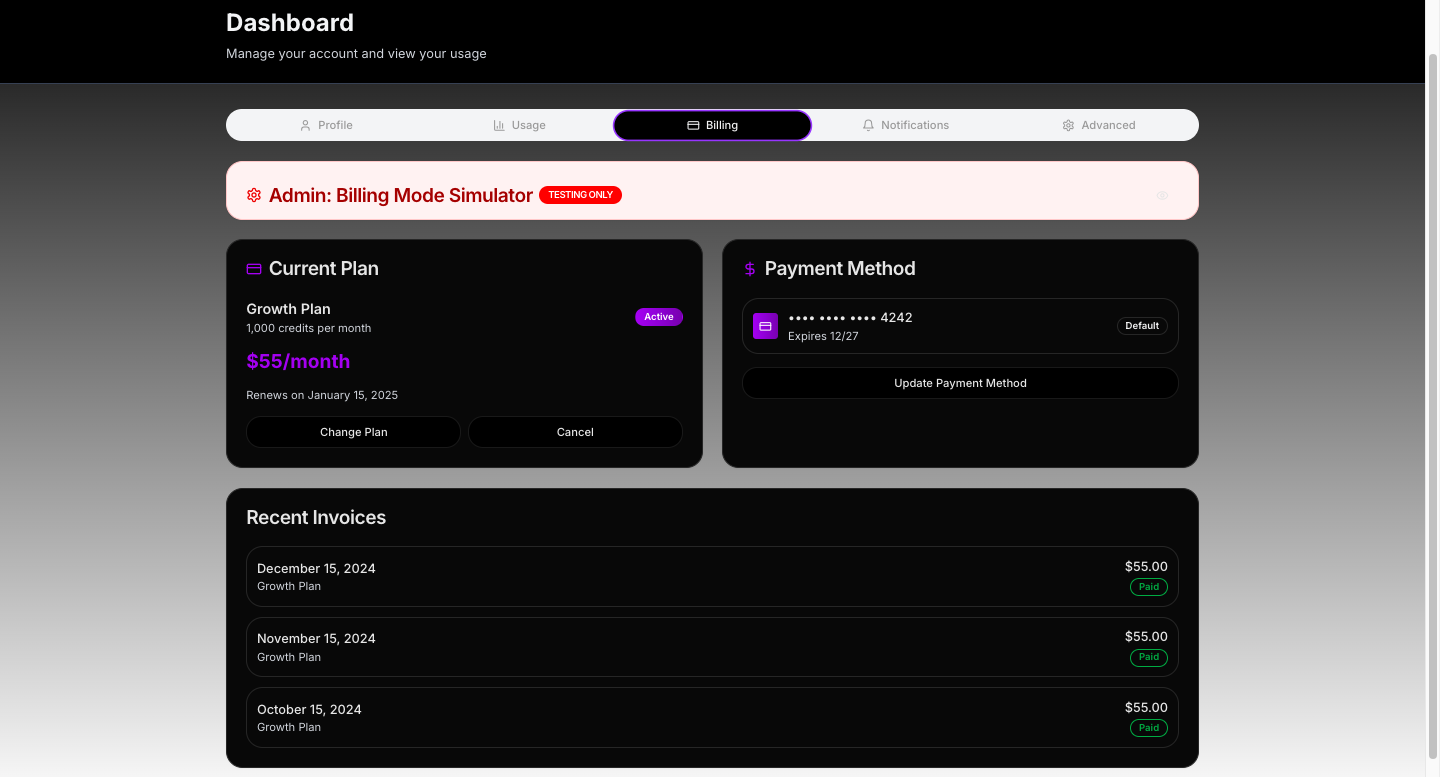 Dashboard
Manage your account and view your usage
Profile
Usage
Billing
Notifications
Advanced
Admin: Billing Mode Simulator TESTING ONLY
Current Plan
Growth Plan
1,000 credits per month
Active
$55/month
Renews on January 15, 2025
Change Plan
Cancel
Payment Method
•••• •••• •••• 4242
Expires 12/27
Default
Update Payment Method
Recent Invoices
December 15, 2024
Growth Plan
$55.00
Paid
November 15, 2024
Growth Plan
$55.00
Paid
October 15, 2024
Growth Plan
$55.00
Paid